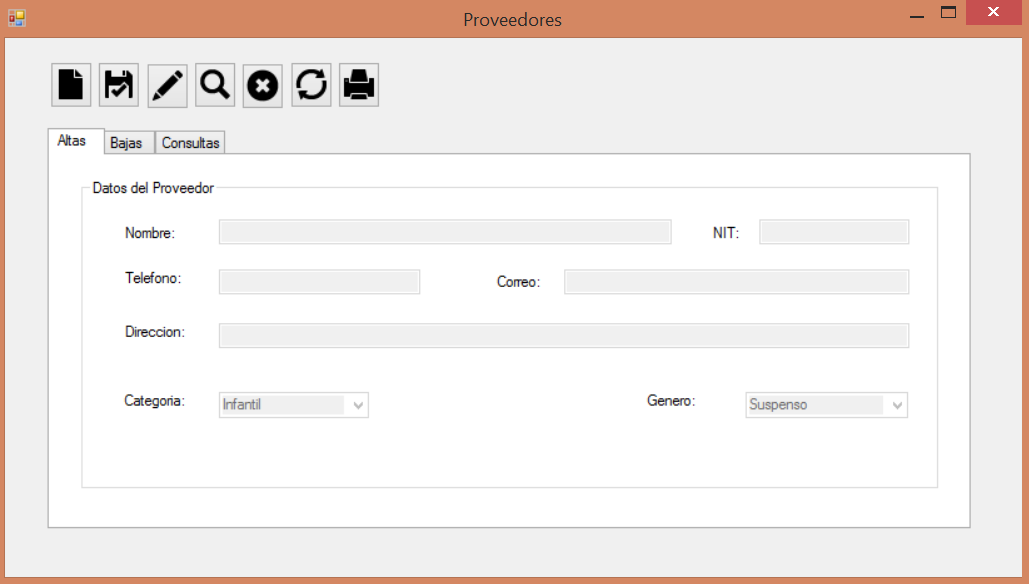 Proveedores
Altas Bajas Consultas
Datos del Proveedor
Nombre: NIT:
Telefono: Correo:
Direccion:
Categoria: Infantil Genero: Suspenso